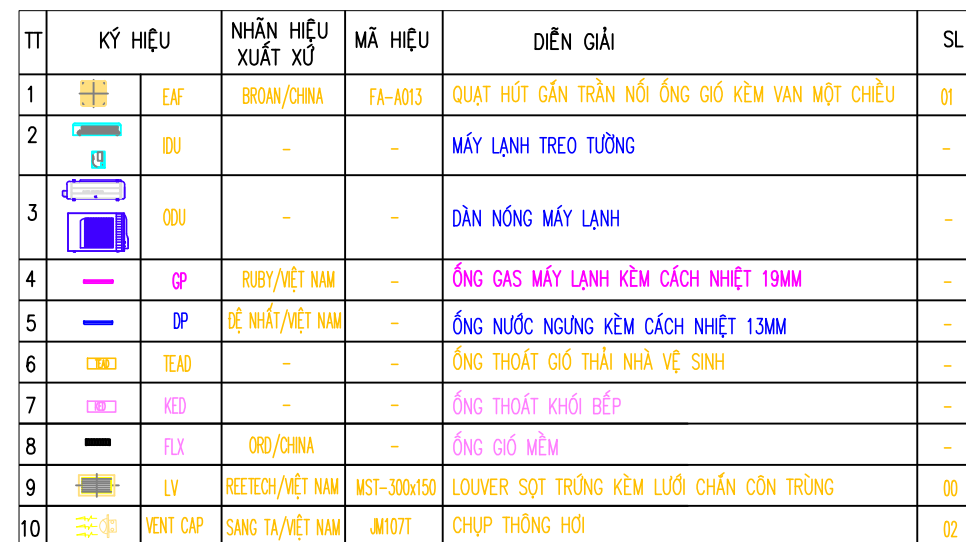 TT KÝ HIỆU NHÃN HIỆU XUẤT XỨ MÃ HIỆU DIỄN GIẢI SL
1 EAF BROAN/CHINA FA-A013 QUẠT HÚT GẮN TRẦN NỐI ỐNG GIÓ KÈM VAN MỘT CHIỀU 01
2 IDU - - MÁY LẠNH TREO TƯỜNG -
3 ODU - - DÀN NÓNG MÁY LẠNH -
4 GP RUBY/VIỆT NAM - ỐNG GAS MÁY LẠNH KÈM CÁCH NHIỆT 19MM -
5 DP ĐỆ NHẤT/VIỆT NAM - ỐNG NƯỚC NGƯNG KÈM CÁCH NHIỆT 13MM -
6 TEAD TEAD - - ỐNG THOÁT GIÓ THẢI NHÀ VỆ SINH -
7 KED KED - - ỐNG THOÁT KHÓI BẾP -
8 FLX ORD/CHINA - ỐNG GIÓ MỀM -
9 LV REETECH/VIỆT NAM MST-300x150 LOUVER SỌT TRỨNG KÈM LƯỚI CHẮN CÔN TRÙNG 00
10 VENT CAP SANG TA/VIỆT NAM JM107T CHỤP THÔNG HƠI 02